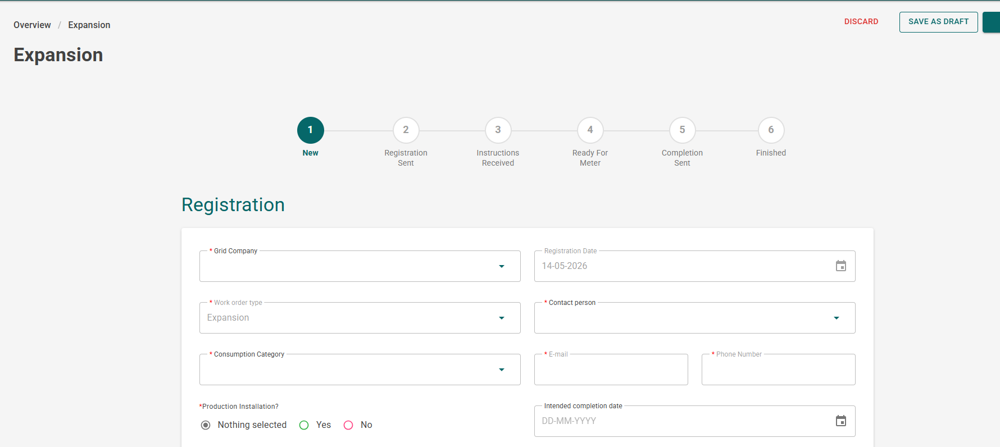 Overview / Expansion
DISCARD
SAVE AS DRAFT
Expansion
1
2
3
4
5
6
New
Registration
Sent
Instructions
Received
Ready For
Meter
Completion
Sent
Finished
Registration
* Grid Company
Registration Date
14-05-2026
* Work order type
Expansion
* Contact person
* Consumption Category
* E-mail
* Phone Number
*Production Installation?
Nothing selected
Yes
No
Intended completion date
DD-MM-YYYY